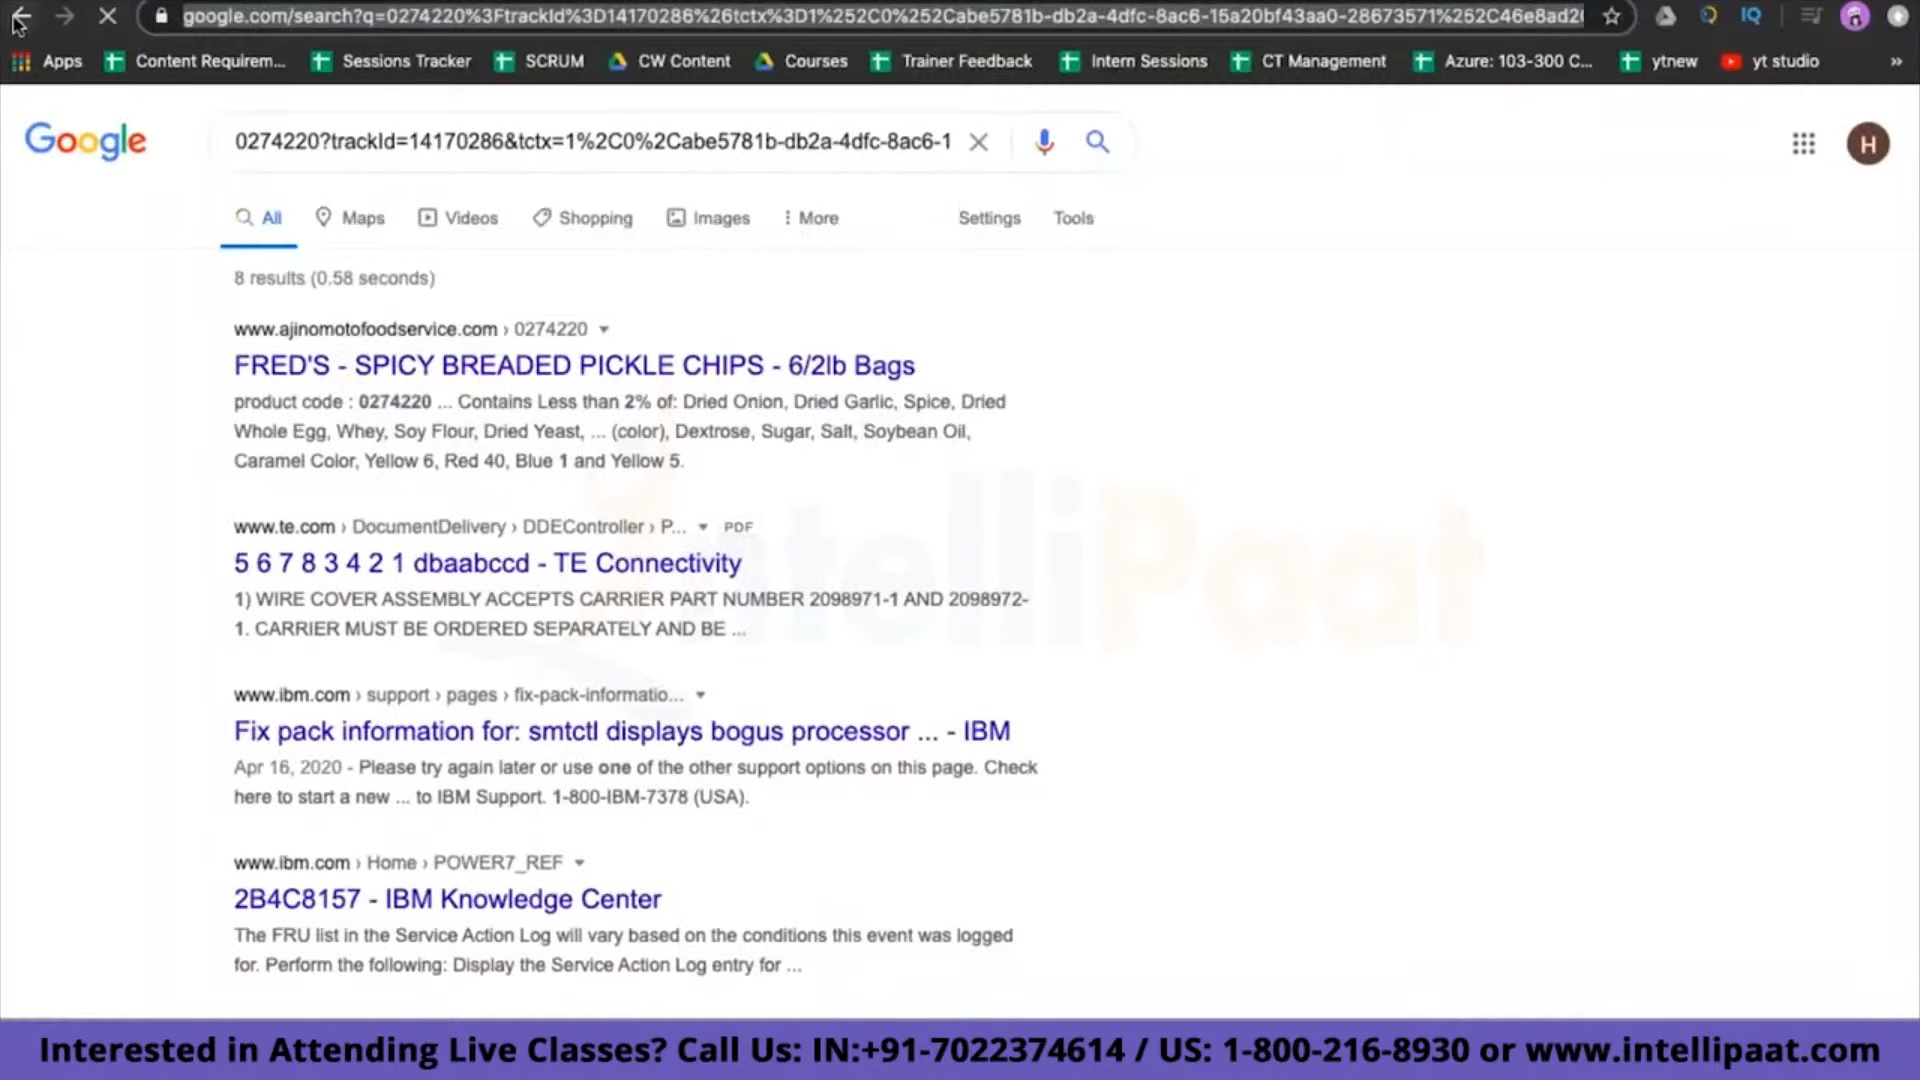 google.com/search?q=0274220%3FtrackId%3D14170286%26tctx%3D1%252C0%252Cabe5781b-db2a-4dfc-8ac6-15a20bf43aa0-28673571%252C46e8ad2
Apps Content Requirem... Sessions Tracker SCRUM CW Content Courses Trainer Feedback Intern Sessions CT Management Azure: 103-300 C... ytnew yt studio »
Google
0274220?trackId=14170286&tctx=1%2C0%2Cabe5781b-db2a-4dfc-8ac6-1
H
All Maps Videos Shopping Images More Settings Tools
8 results (0.58 seconds)
www.ajinomotofoodservice.com › 0274220
FRED'S - SPICY BREADED PICKLE CHIPS - 6/2lb Bags
product code : 0274220 ... Contains Less than 2% of: Dried Onion, Dried Garlic, Spice, Dried
Whole Egg, Whey, Soy Flour, Dried Yeast, ... (color), Dextrose, Sugar, Salt, Soybean Oil,
Caramel Color, Yellow 6, Red 40, Blue 1 and Yellow 5.
www.te.com › DocumentDelivery › DDEController › P... PDF
5 6 7 8 3 4 2 1 dbaabccd - TE Connectivity
1) WIRE COVER ASSEMBLY ACCEPTS CARRIER PART NUMBER 2098971-1 AND 2098972-
1. CARRIER MUST BE ORDERED SEPARATELY AND BE ...
IntelliPaat
www.ibm.com › support › pages › fix-pack-informatio...
Fix pack information for: smtctl displays bogus processor ... - IBM
Apr 16, 2020 - Please try again later or use one of the other support options on this page. Check
here to start a new ... to IBM Support. 1-800-IBM-7378 (USA).
www.ibm.com › Home › POWER7_REF
2B4C8157 - IBM Knowledge Center
The FRU list in the Service Action Log will vary based on the conditions this event was logged
for. Perform the following: Display the Service Action Log entry for ...
Interested in Attending Live Classes? Call Us: IN:+91-7022374614 / US: 1-800-216-8930 or www.intellipaat.com